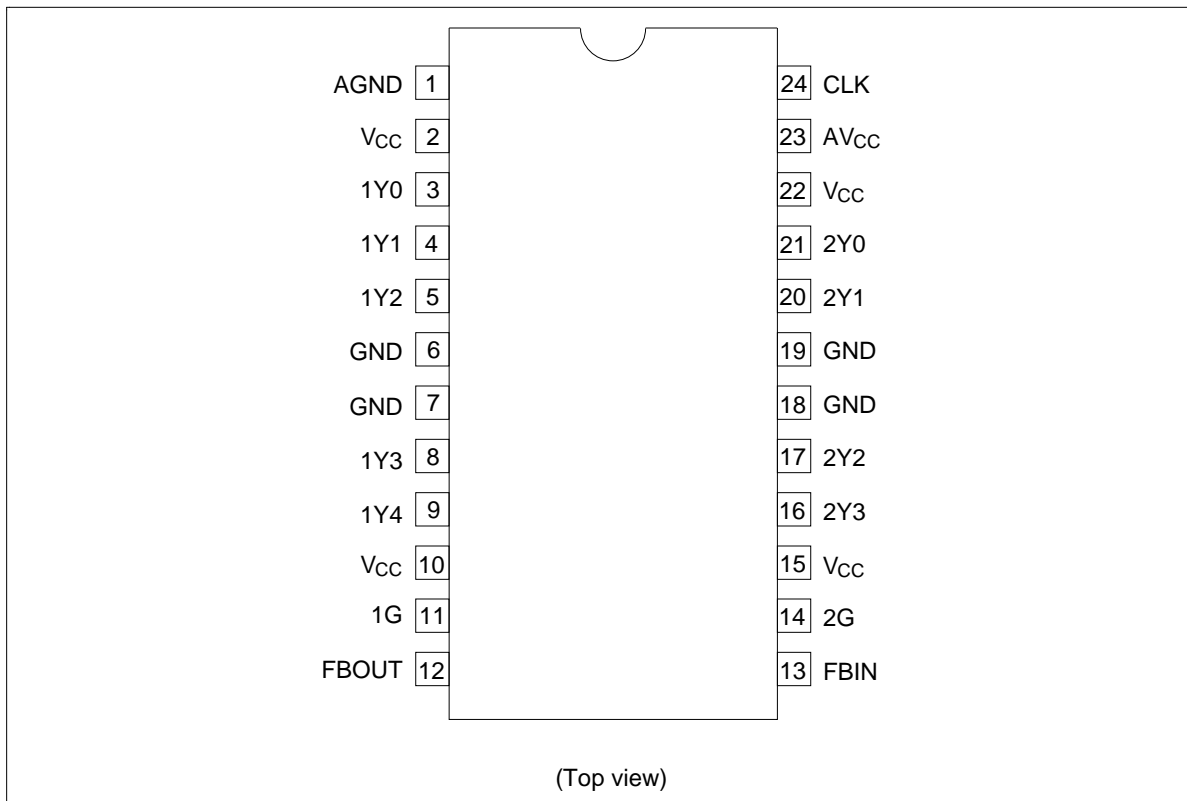 AGND 1 24 CLK
VCC 2 23 AVCC
1Y0 3 22 VCC
1Y1 4 21 2Y0
1Y2 5 20 2Y1
GND 6 19 GND
GND 7 18 GND
1Y3 8 17 2Y2
1Y4 9 16 2Y3
VCC 10 15 VCC
1G 11 14 2G
FBOUT 12 13 FBIN
(Top view)